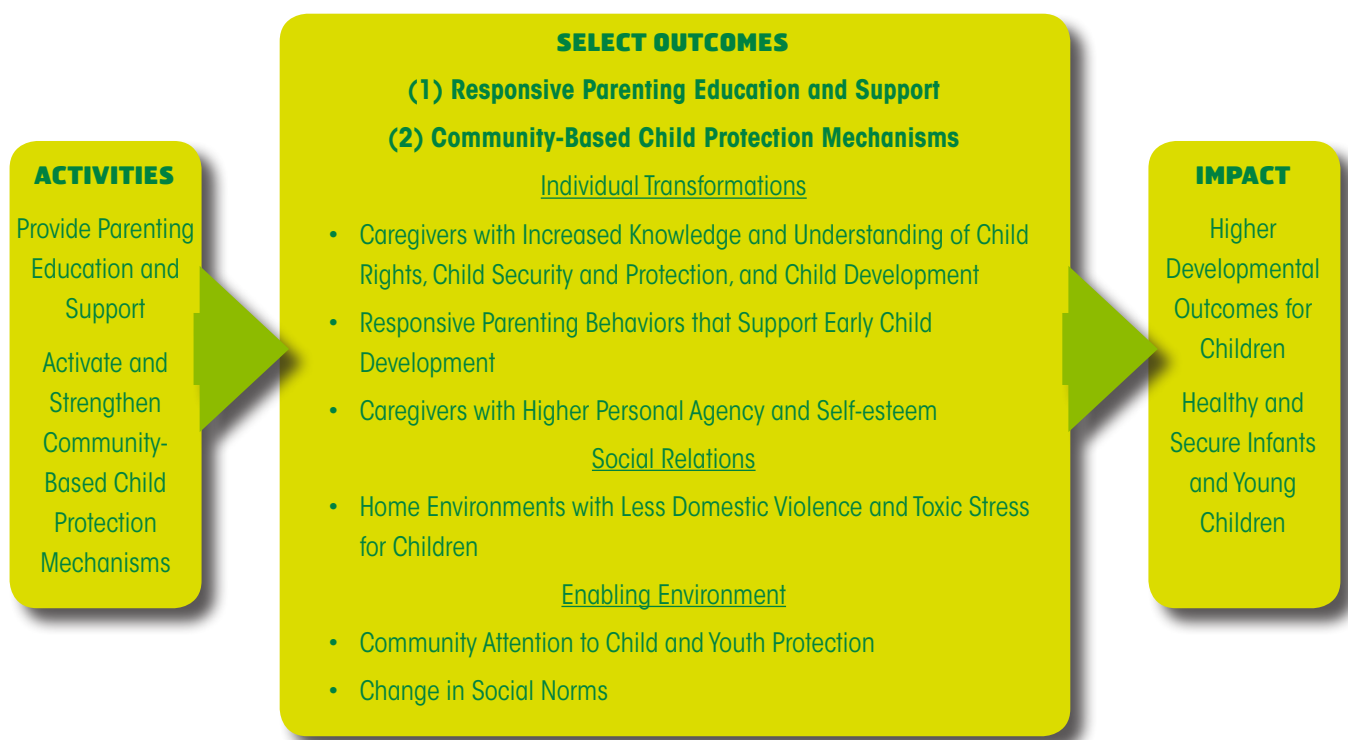 ACTIVITIES
Provide Parenting
Education and
Support
Activate and
Strengthen
Community-
Based Child
Protection
Mechanisms
SELECT OUTCOMES
(1) Responsive Parenting Education and Support
(2) Community-Based Child Protection Mechanisms
Individual Transformations
• Caregivers with Increased Knowledge and Understanding of Child
Rights, Child Security and Protection, and Child Development
• Responsive Parenting Behaviors that Support Early Child
Development
• Caregivers with Higher Personal Agency and Self-esteem
Social Relations
• Home Environments with Less Domestic Violence and Toxic Stress
for Children
Enabling Environment
• Community Attention to Child and Youth Protection
• Change in Social Norms
IMPACT
Higher
Developmental
Outcomes for
Children
Healthy and
Secure Infants
and Young
Children